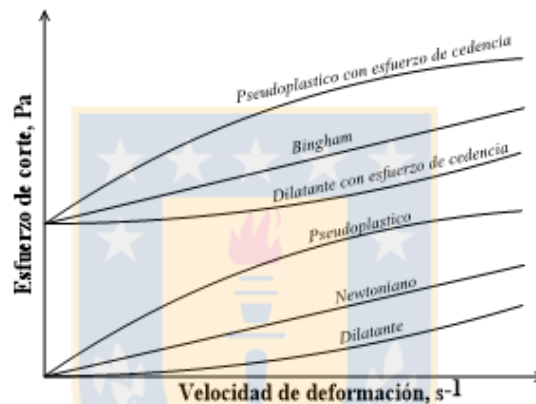 Pseudoplastico con esfuerzo de cedencia
Bingham
Dilatante con esfuerzo de cedencia
Pseudoplastico
Newtoniano
Dilatante
Esfuerzo de corte, Pa
Velocidad de deformación, s-1